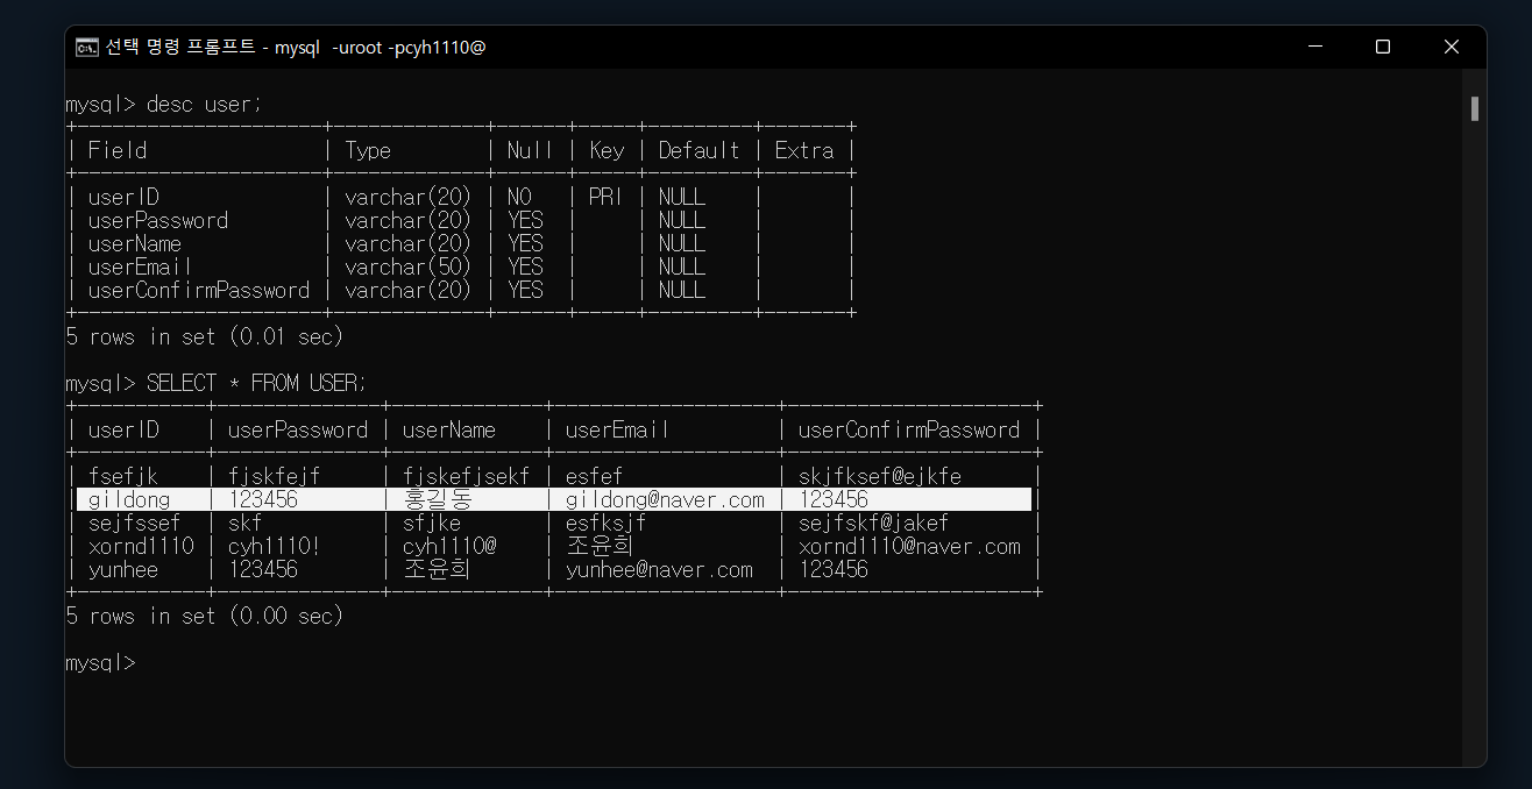 선택 명령 프롬프트 - mysql  -uroot -pcyh1110@
mysql> desc user;
+---------------------+-------------+------+-----+---------+-------+
| Field               | Type        | Null | Key | Default | Extra |
+---------------------+-------------+------+-----+---------+-------+
| userID              | varchar(20) | NO   | PRI | NULL    |       |
| userPassword        | varchar(20) | YES  |     | NULL    |       |
| userName            | varchar(20) | YES  |     | NULL    |       |
| userEmail           | varchar(50) | YES  |     | NULL    |       |
| userConfirmPassword | varchar(20) | YES  |     | NULL    |       |
+---------------------+-------------+------+-----+---------+-------+
5 rows in set (0.01 sec)
mysql> SELECT * FROM USER;
+-----------+--------------+-------------+-------------------+---------------------+
| userID    | userPassword | userName    | userEmail         | userConfirmPassword |
+-----------+--------------+-------------+-------------------+---------------------+
| fsefjk    | fjskfejf     | fjskefjsekf | esfef             | skjfksef@ejkfe      |
| gildong   | 123456       | 홍길동      | gildong@naver.com | 123456              |
| sejfssef  | skf          | sfjke       | esfksjf           | sejfskf@jakef       |
| xornd1110 | cyh1110!     | cyh1110@    | 조윤희            | xornd1110@naver.com |
| yunhee    | 123456       | 조윤희      | yunhee@naver.com  | 123456              |
+-----------+--------------+-------------+-------------------+---------------------+
5 rows in set (0.00 sec)
mysql>